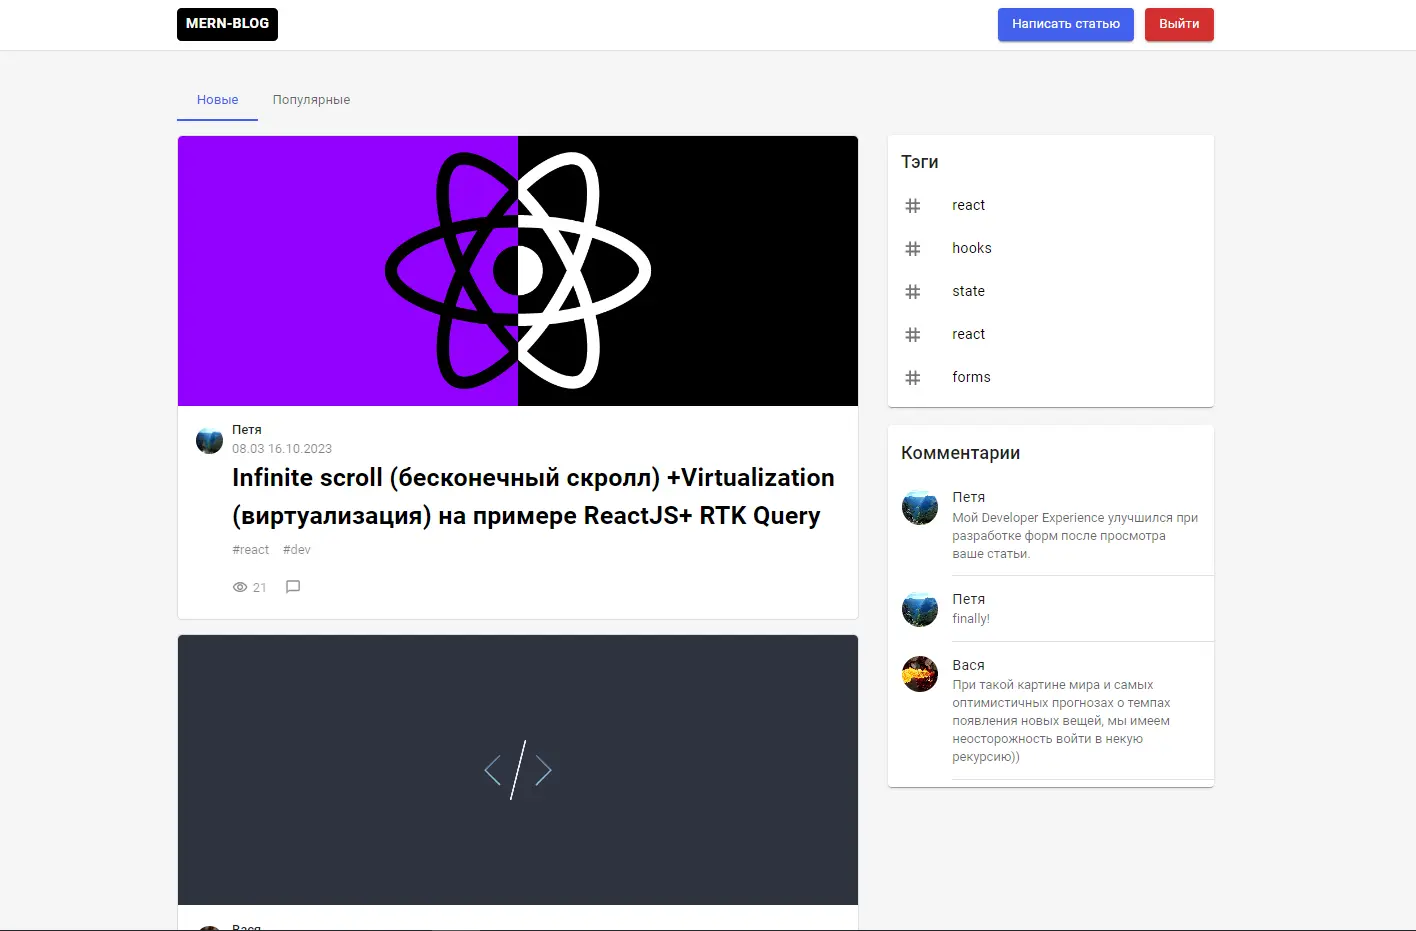 MERN-BLOG
Написать статью
Выйти
Новые
Популярные
Петя
08.03 16.10.2023
Infinite scroll (бесконечный скролл) +Virtualization
(виртуализация) на примере ReactJS+ RTK Query
#react #dev
21
Вася
Тэги
react
hooks
state
react
forms
Комментарии
Петя
Мой Developer Experience улучшился при
разработке форм после просмотра
ваше статьи.
Петя
finally!
Вася
При такой картине мира и самых
оптимистичных прогнозах о темпах
появления новых вещей, мы имеем
неосторожность войти в некую
рекурсию))